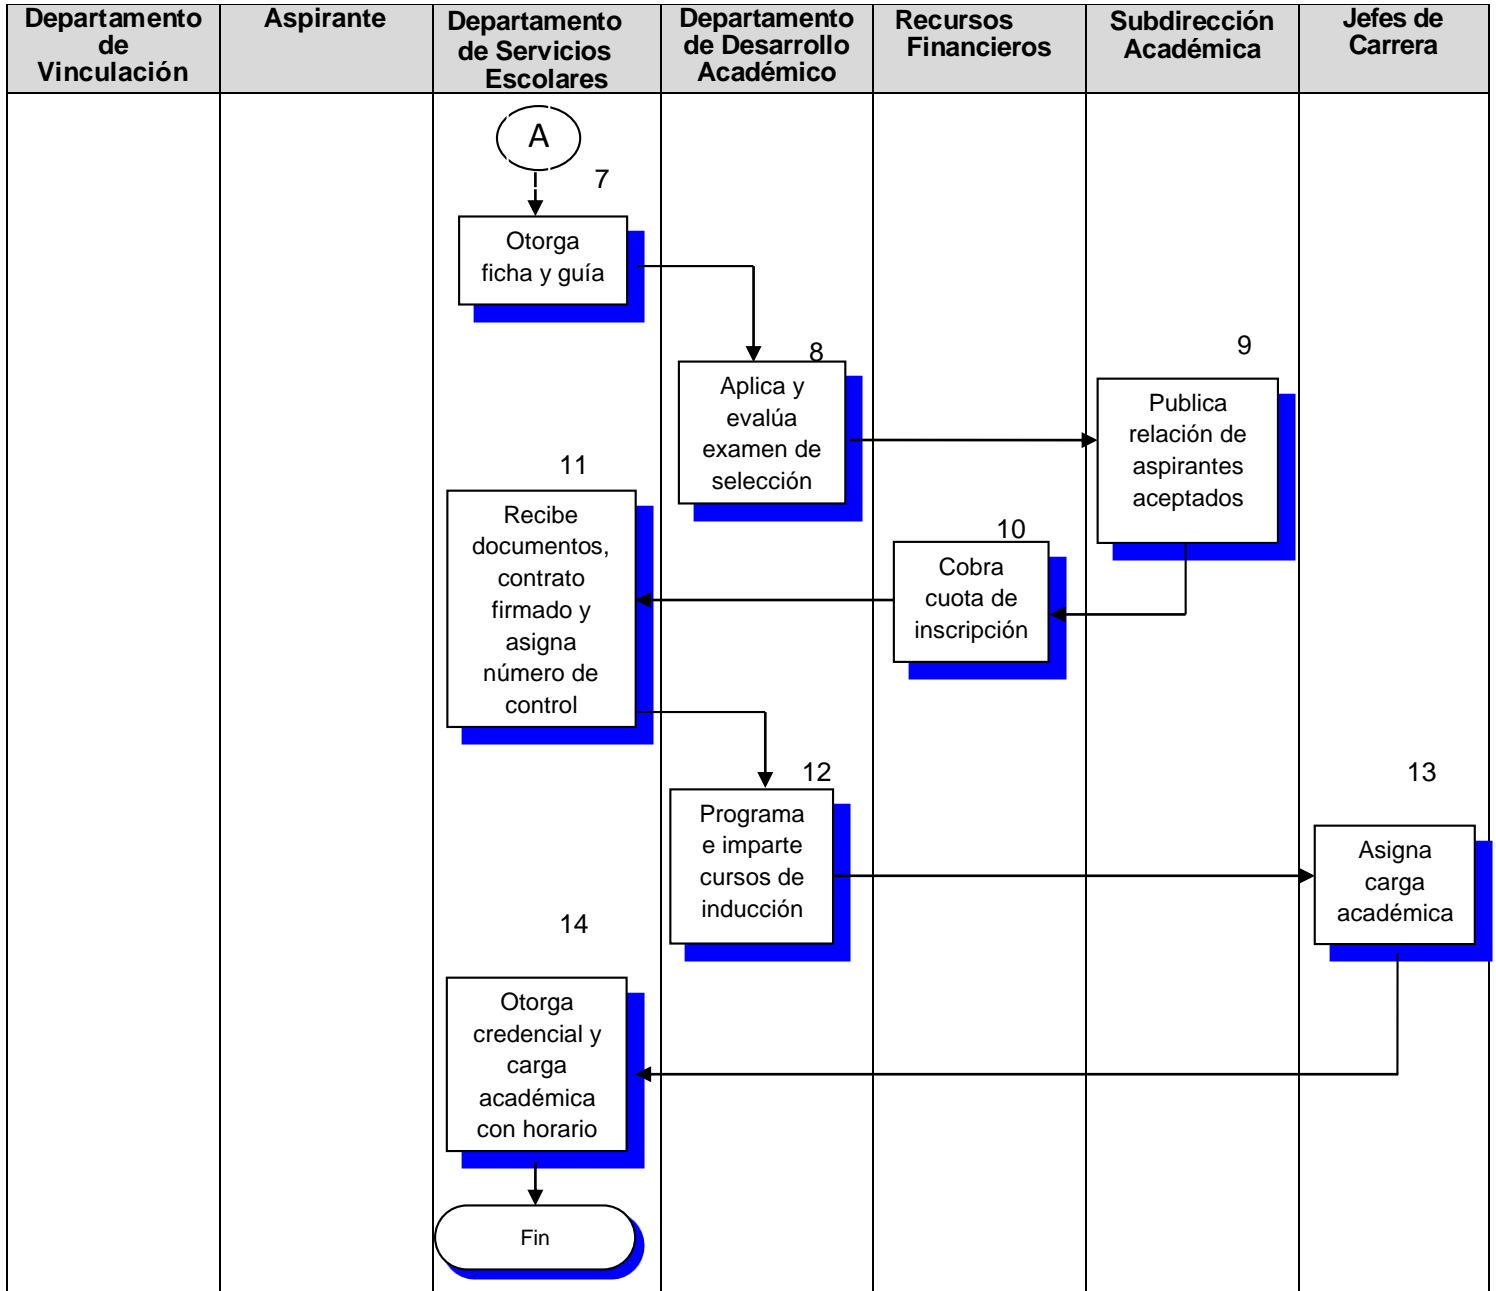 Departamento
de
Vinculación
Aspirante
Departamento
de Servicios
Escolares
Departamento
de Desarrollo
Académico
Recursos
Financieros
Subdirección
Académica
Jefes de
Carrera
A
7
Otorga
ficha y guía
8
Aplica y
evalúa
examen de
selección
9
Publica
relación de
aspirantes
aceptados
10
Cobra
cuota de
inscripción
11
Recibe
documentos,
contrato
firmado y
asigna
número de
control
12
Programa
e imparte
cursos de
inducción
13
Asigna
carga
académica
14
Otorga
credencial y
carga
académica
con horario
Fin